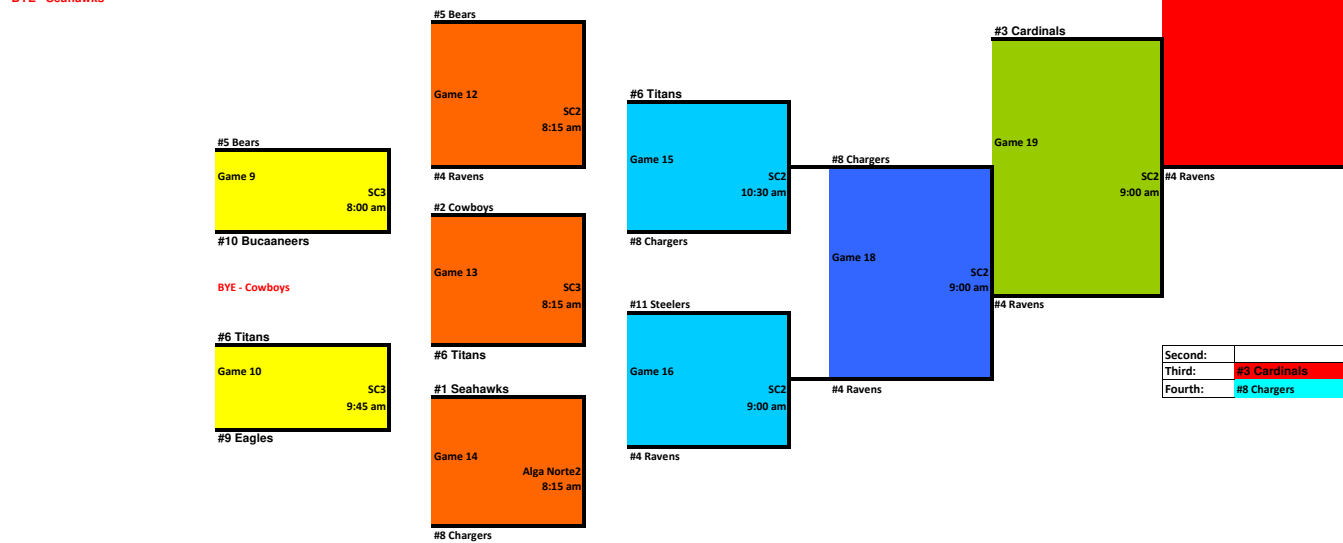 BYE - Seahawks
#5 Bears
#10 Bucaaneers
Game 9
SC3
8:00 am
BYE - Cowboys
#6 Titans
Game 10
SC3
9:45 am
#9 Eagles
#5 Bears
Game 12
SC2
8:15 am
#4 Ravens
#2 Cowboys
Game 13
SC3
8:15 am
#6 Titans
#1 Seahawks
Game 14
Alga Norte2
8:15 am
#8 Chargers
#6 Titans
Game 15
SC2
10:30 am
#8 Chargers
#11 Steelers
Game 16
SC2
9:00 am
#4 Ravens
#8 Chargers
Game 18
SC2
9:00 am
#4 Ravens
#3 Cardinals
Game 19
SC2
9:00 am
#4 Ravens
#4 Ravens
Second:
Third: #3 Cardinals
Fourth: #8 Chargers